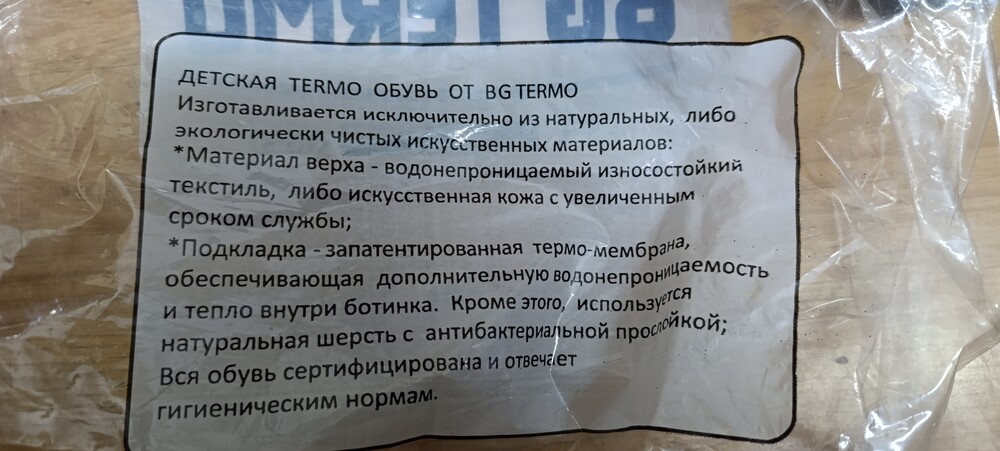 BG TERMO
ДЕТСКАЯ TERMO ОБУВЬ ОТ BG TERMO
Изготавливается исключительно из натуральных, либо
экологически чистых искусственных материалов:
*Материал верха - водонепроницаемый износостойкий
текстиль, либо искусственная кожа с увеличенным
сроком службы;
*Подкладка - запатентированная термо-мембрана,
обеспечивающая дополнительную водонепроницаемость
и тепло внутри ботинка. Кроме этого, используется
натуральная шерсть с антибактериальной прослойкой;
Вся обувь сертифицирована и отвечает
гигиеническим нормам.